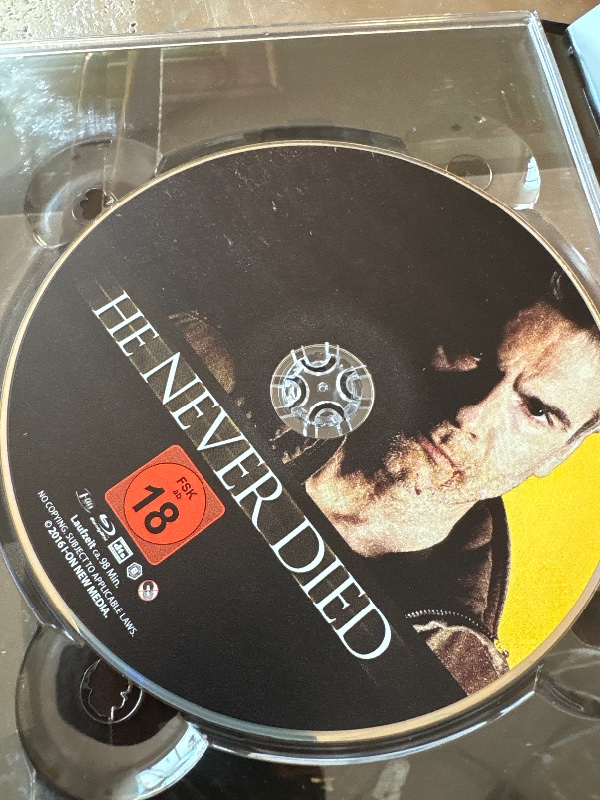 HE NEVER DIED
FSK
ab
18
dts
Laufzeit ca. 98 Min.
NO COPYING. SUBJECT TO APPLICABLE LAWS.
© 2016 I-ON NEW MEDIA.